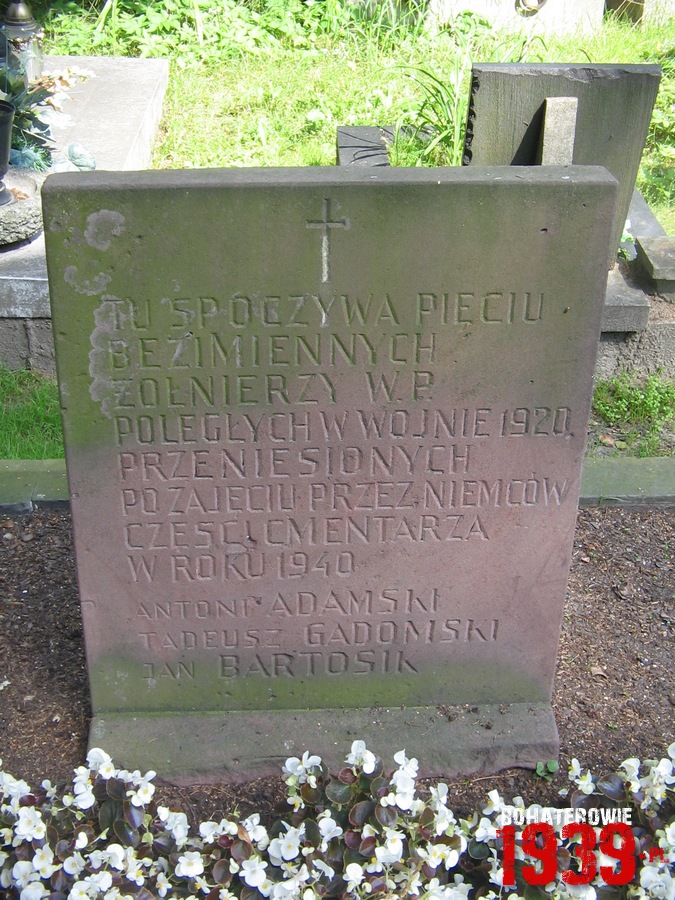 TU SPOCZYWA PIĘCIU
BEZIMIENNYCH
ŻOŁNIERZY W.P.
POLEGŁYCH W WOJNIE 1920.
PRZENIESIONYCH
PO ZAJĘCIU PRZEZ NIEMCÓW
CZĘŚCI CMENTARZA
W ROKU 1940
ANTONI ADAMSKI
TADEUSZ GADOMSKI
JAN BARTOSIK
BOHATEROWIE
1939.PL